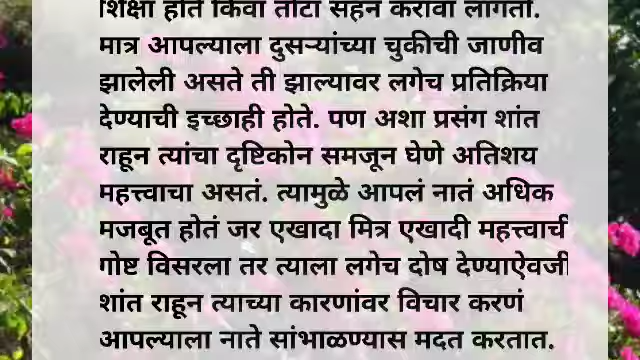 शिक्षा होते किंवा तोटा सहन करावा लागतो.
मात्र आपल्याला दुसऱ्यांच्या चुकीची जाणीव
झालेली असते ती झाल्यावर लगेच प्रतिक्रिया
देण्याची इच्छाही होते. पण अशा प्रसंग शांत
राहून त्यांचा दृष्टिकोन समजून घेणे अतिशय
महत्त्वाचा असतं. त्यामुळे आपलं नातं अधिक
मजबूत होतं जर एखादा मित्र एखादी महत्त्वाची
गोष्ट विसरला तर त्याला लगेच दोष देण्याऐवजी
शांत राहून त्याच्या कारणांवर विचार करणं
आपल्याला नाते सांभाळण्यास मदत करतात.